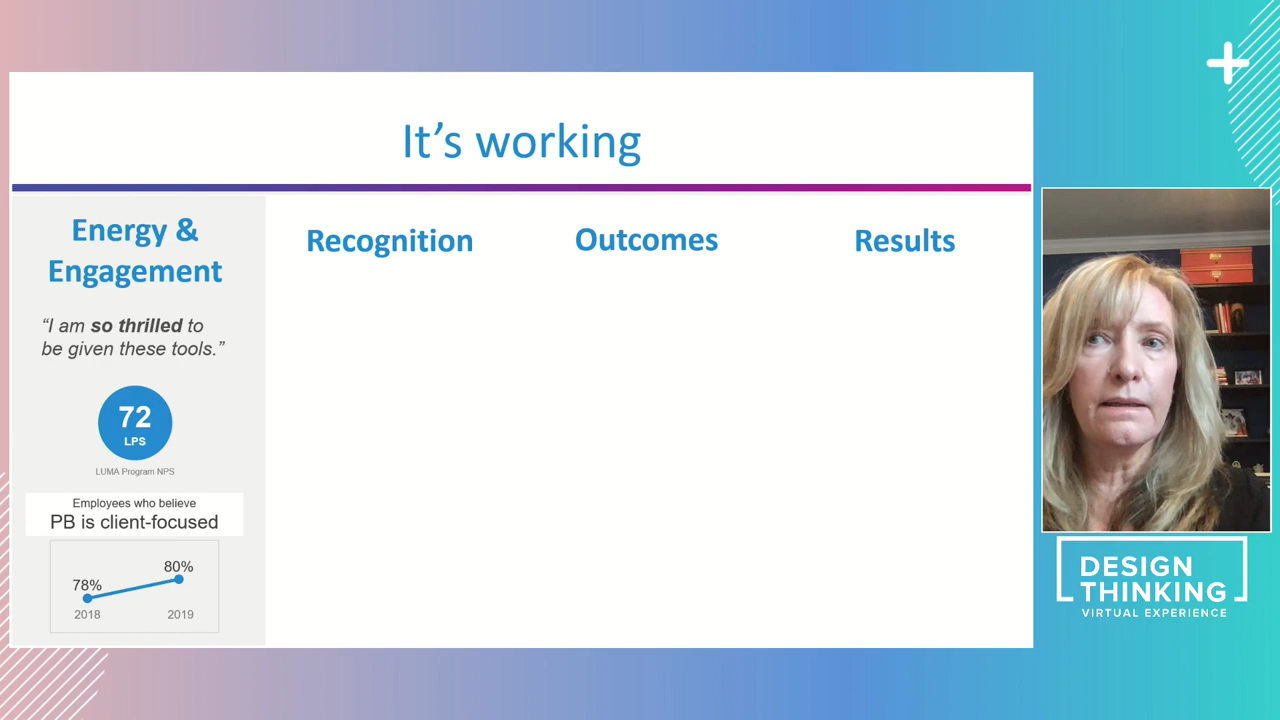 It’s working
Energy &
Engagement
“I am so thrilled to
be given these tools.”
72
LPS
LUMA Program NPS
Employees who believe
PB is client-focused
78%
80%
2018
2019
Recognition
Outcomes
Results
DESIGN
THINKING
VIRTUAL EXPERIENCE